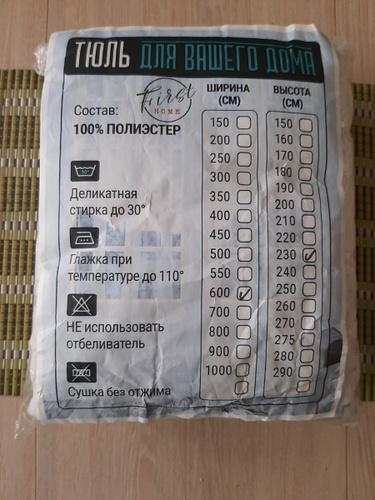 ТЮЛЬ ДЛЯ ВАШЕГО ДОМА
Состав:
100% ПОЛИЭСТЕР
First
HOME
30°
Деликатная
стирка до 30°
Глажка при
температуре до 110°
НЕ использовать
отбеливатель
Сушка без отжима
ШИРИНА
(СМ)
150
200
250
300
350
400
450
500
550
600
700
800
900
1000
ВЫСОТА
(СМ)
150
160
170
180
190
200
210
220
230
240
250
260
270
275
280
290